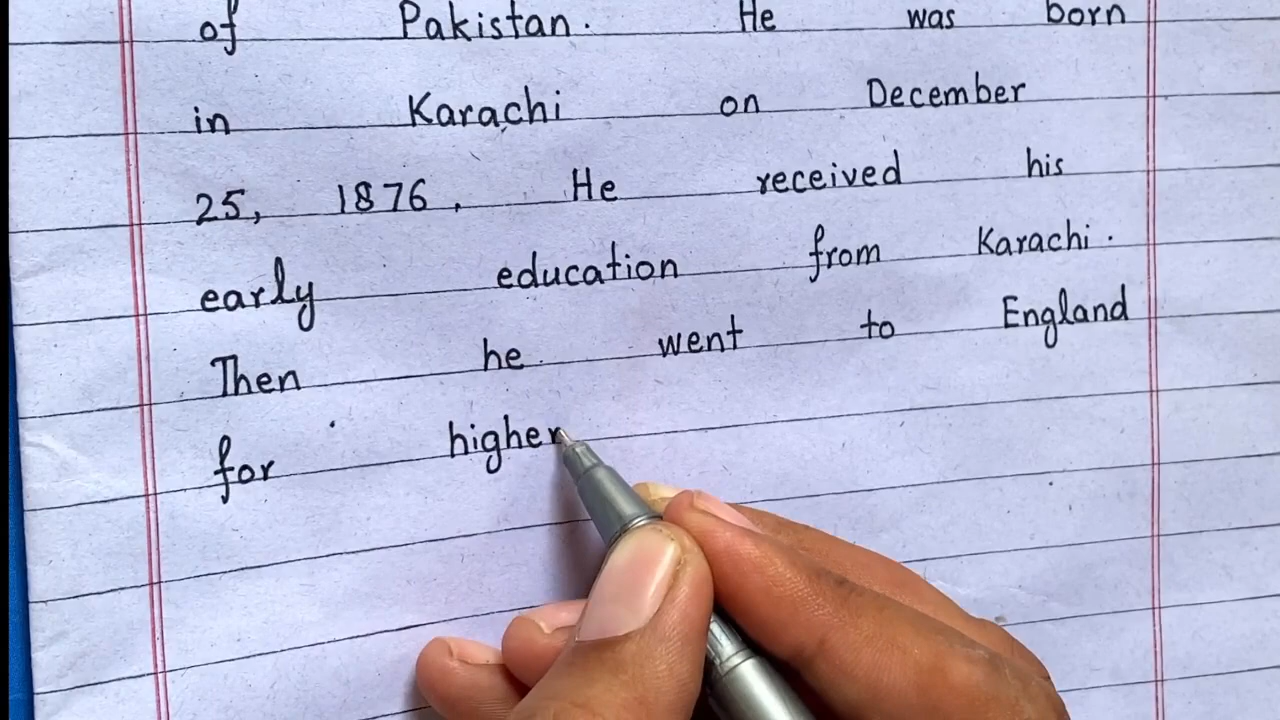 of Pakistan. He was born
in Karachi on December
25, 1876. He received his
early education from Karachi.
Then he went to England
for higher